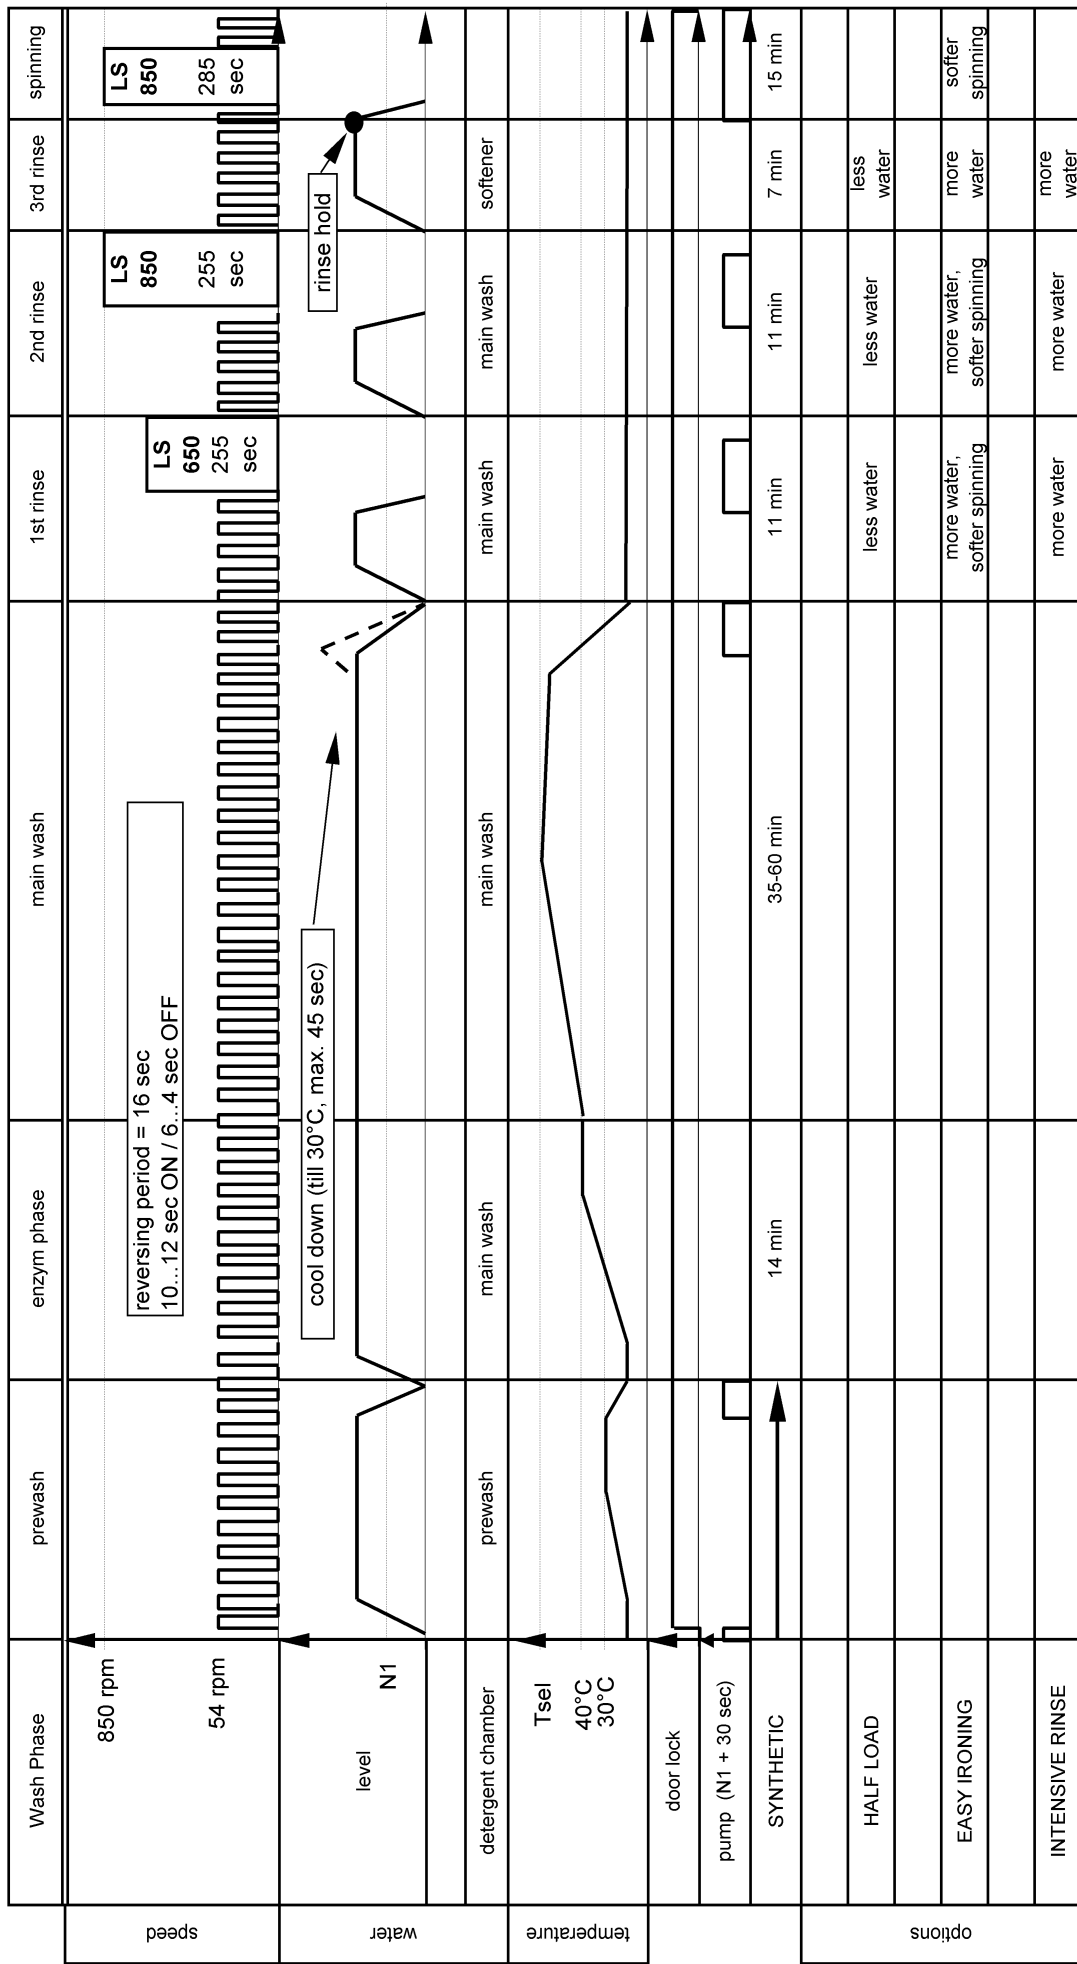 Wash Phase
prewash
enzym phase
main wash
1st rinse
2nd rinse
3rd rinse
spinning
speed
850 rpm
54 rpm
reversing period = 16 sec
10...12 sec ON / 6...4 sec OFF
LS
650
255
sec
LS
850
255
sec
LS
850
285
sec
water
level
N1
cool down (till 30°C, max. 45 sec)
rinse hold
detergent chamber
prewash
main wash
main wash
main wash
main wash
softener
temperature
Tsel
40°C
30°C
door lock
pump (N1 + 30 sec)
SYNTHETIC
14 min
35-60 min
11 min
11 min
7 min
15 min
options
HALF LOAD
less water
less water
less
water
EASY IRONING
more water,
softer spinning
more water,
softer spinning
more
water
softer
spinning
INTENSIVE RINSE
more water
more water
more
water